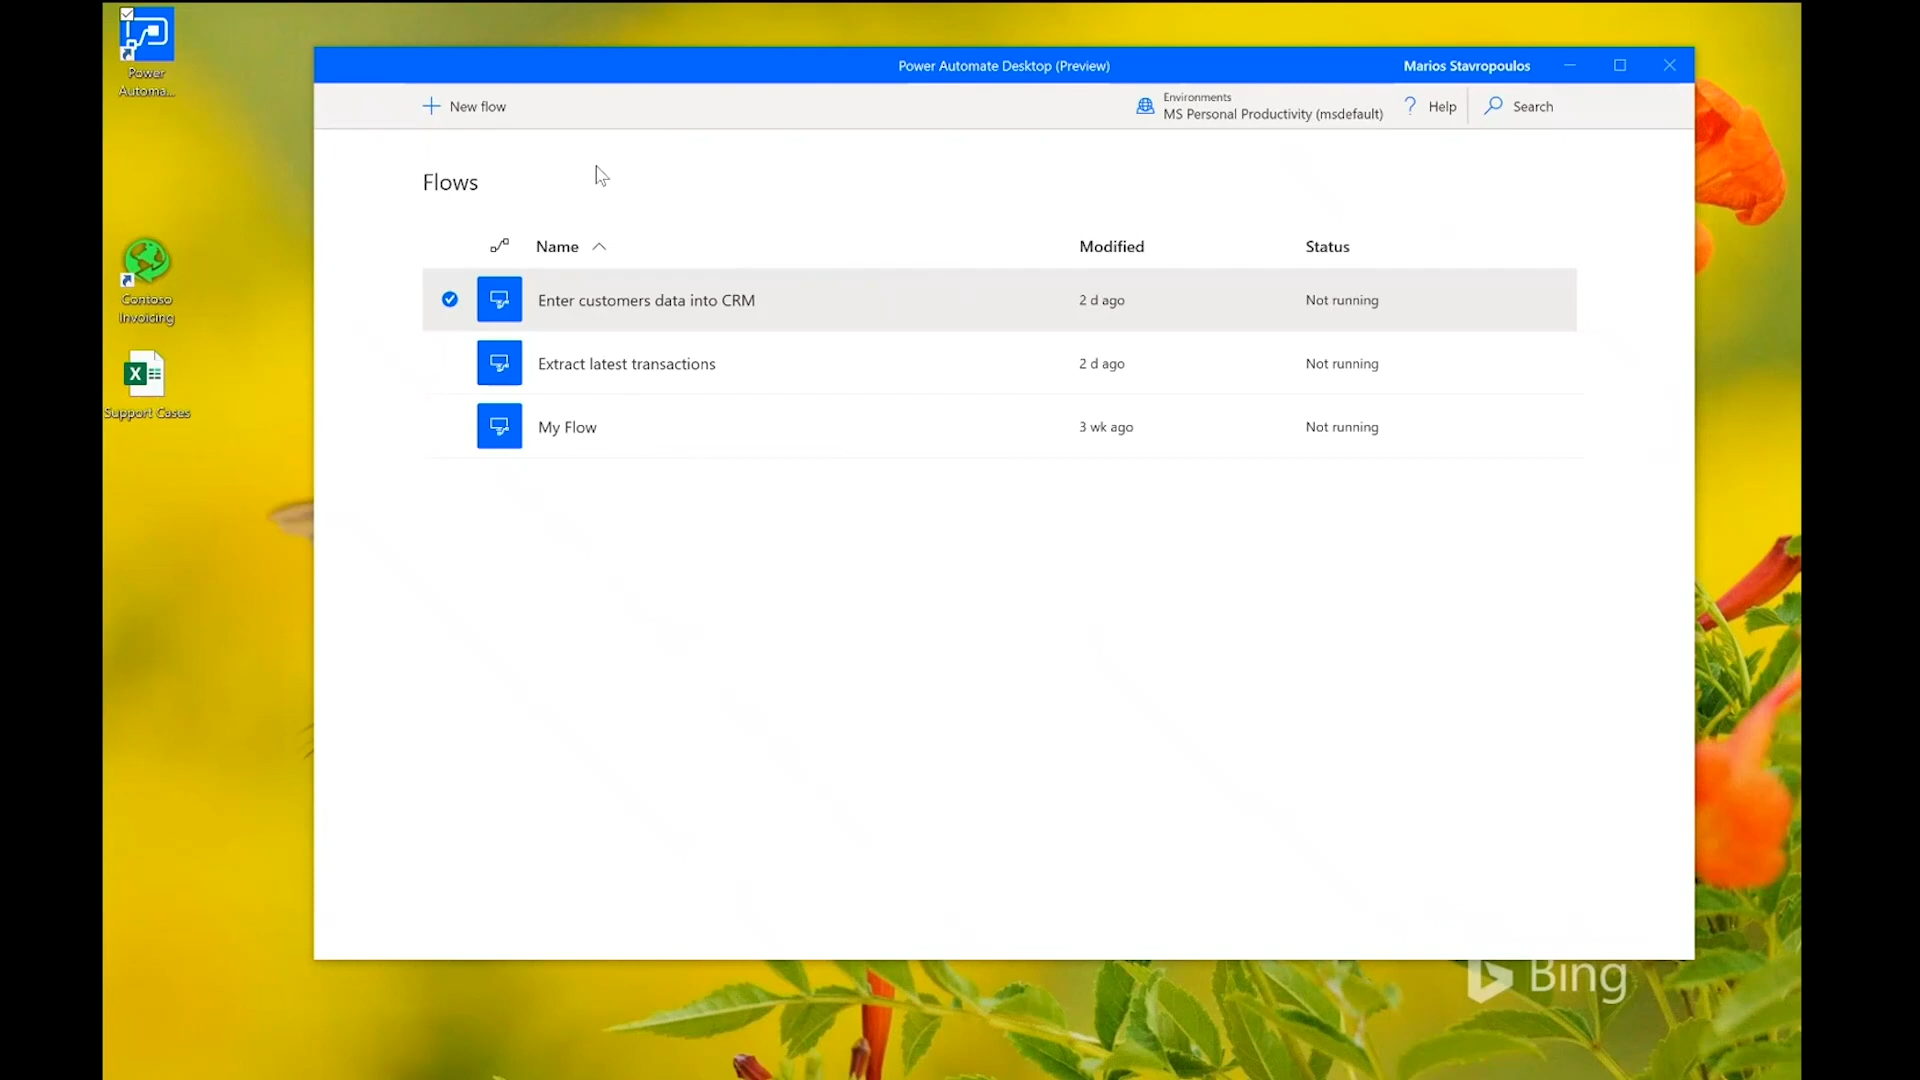 Power
Automa...
Contoso
Invoicing
Support Cases
Power Automate Desktop (Preview)
Marios Stavropoulos
New flow
Environments
MS Personal Productivity (msdefault)
? Help
Search
Flows
Name
Modified
Status
Enter customers data into CRM
2 d ago
Not running
Extract latest transactions
2 d ago
Not running
My Flow
3 wk ago
Not running
Bing